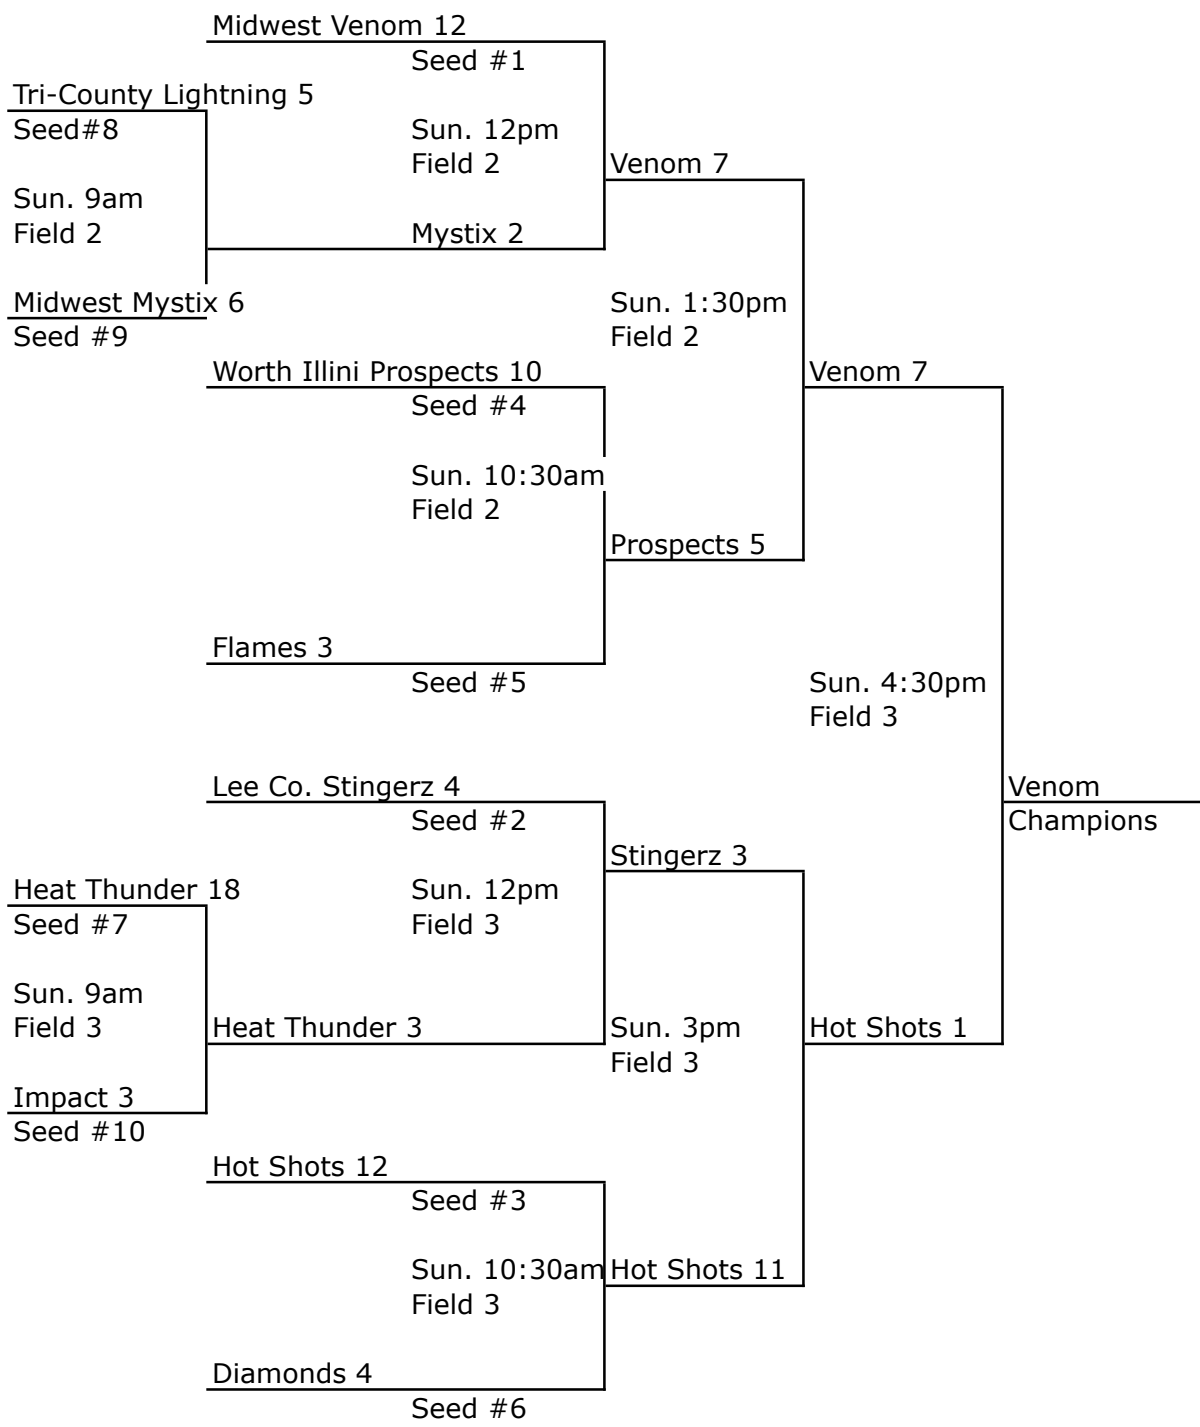 Midwest Venom 12
Seed #1
Tri-County Lightning 5
Seed#8
Sun. 12pm
Field 2
Venom 7
Sun. 9am
Field 2
Mystix 2
Midwest Mystix 6
Seed #9
Sun. 1:30pm
Field 2
Worth Illini Prospects 10
Seed #4
Venom 7
Sun. 10:30am
Field 2
Prospects 5
Flames 3
Seed #5
Sun. 4:30pm
Field 3
Lee Co. Stingerz 4
Seed #2
Venom
Champions
Stingerz 3
Heat Thunder 18
Seed #7
Sun. 12pm
Field 3
Sun. 9am
Field 3
Heat Thunder 3
Sun. 3pm
Field 3
Hot Shots 1
Impact 3
Seed #10
Hot Shots 12
Seed #3
Sun. 10:30am
Field 3
Hot Shots 11
Diamonds 4
Seed #6